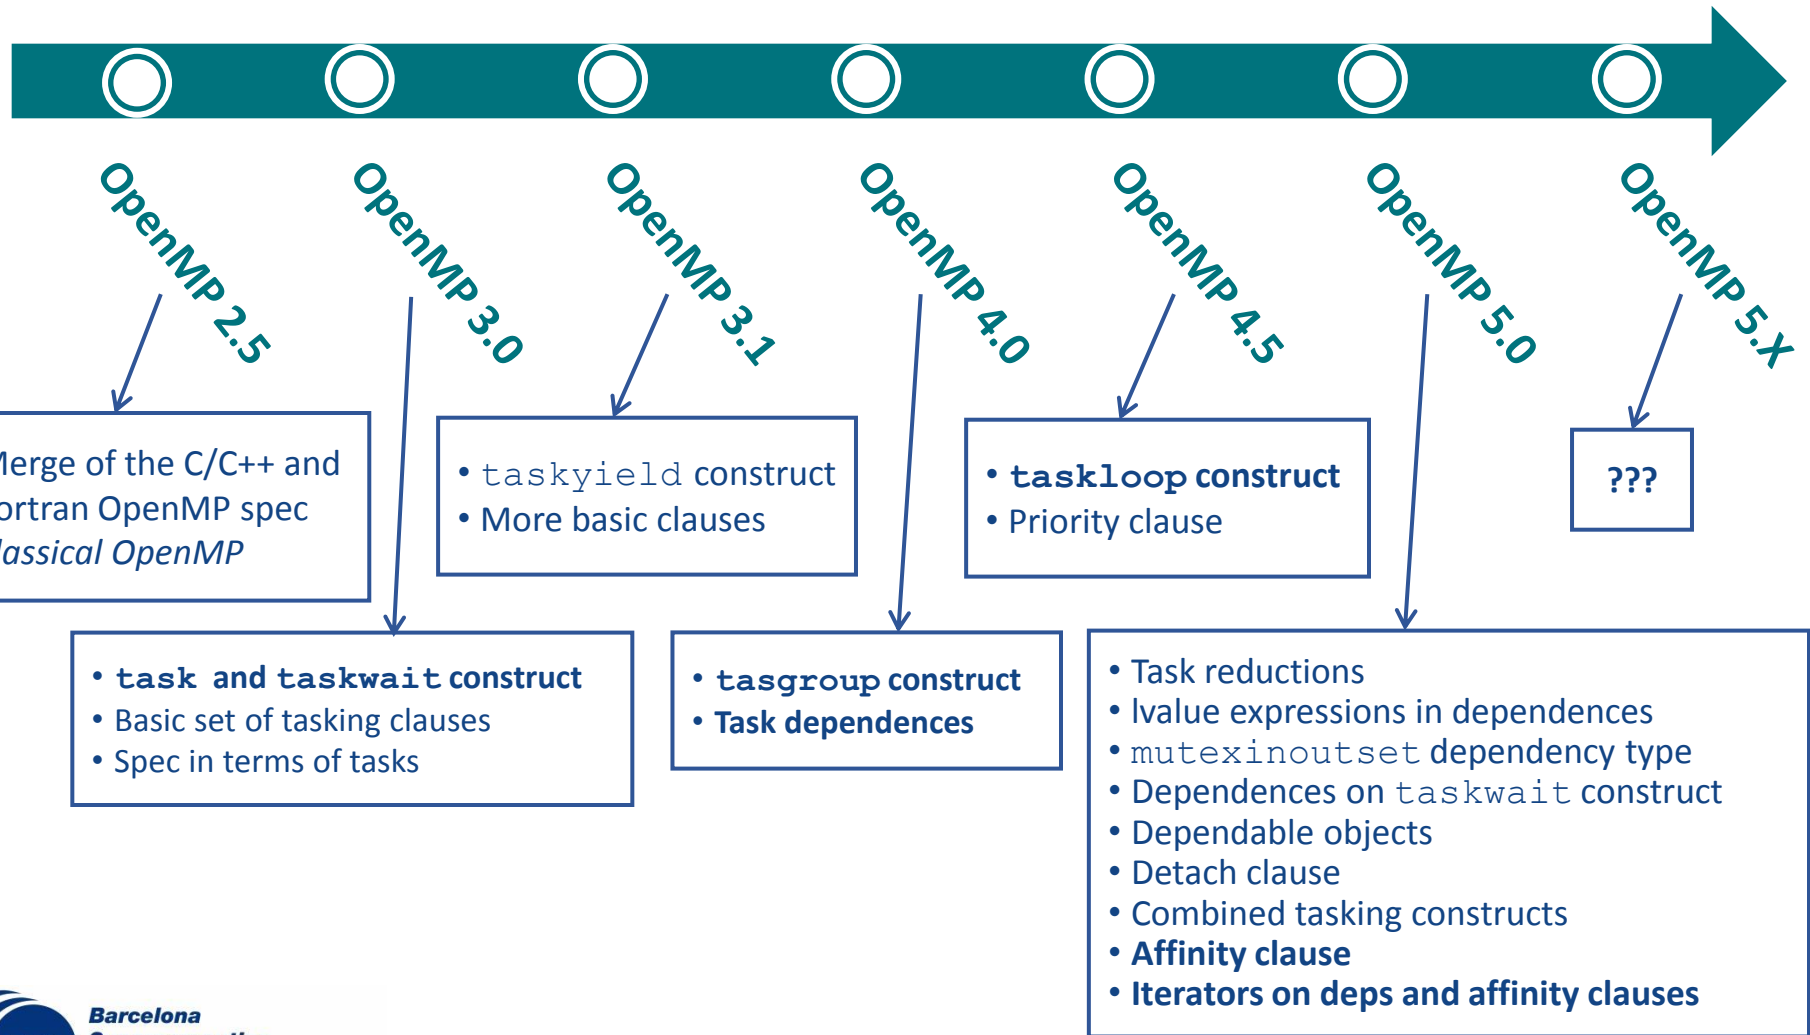 OpenMP 2.5
OpenMP 3.0
OpenMP 3.1
OpenMP 4.0
OpenMP 4.5
OpenMP 5.0
OpenMP 5.X
of the C/C++ and
OpenMP spec
OpenMP
• taskyield construct
• More basic clauses
• taskloop construct
• Priority clause
???
• task and taskwait construct
• Basic set of tasking clauses
• Spec in terms of tasks
• tasgroup construct
• Task dependences
• Task reductions
• lvalue expressions in dependences
• mutexinoutset dependency type
• Dependences on taskwait construct
• Dependable objects
• Detach clause
• Combined tasking constructs
• Affinity clause
• Iterators on deps and affinity clauses
Barcelona